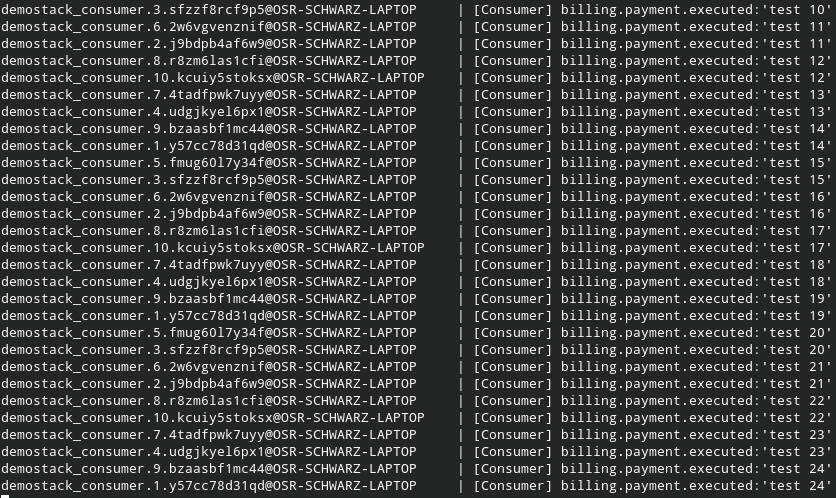 demostack_consumer.3.sfzzf8rcf9p5@OSR-SCHWARZ-LAPTOP | [Consumer] billing.payment.executed:'test 10'
demostack_consumer.6.2w6vgvenznif@OSR-SCHWARZ-LAPTOP | [Consumer] billing.payment.executed:'test 11'
demostack_consumer.2.j9bdpb4af6w9@OSR-SCHWARZ-LAPTOP | [Consumer] billing.payment.executed:'test 11'
demostack_consumer.8.r8zm6las1cfi@OSR-SCHWARZ-LAPTOP | [Consumer] billing.payment.executed:'test 12'
demostack_consumer.10.kcuiy5stoksx@OSR-SCHWARZ-LAPTOP | [Consumer] billing.payment.executed:'test 12'
demostack_consumer.7.4tadfpwk7uyy@OSR-SCHWARZ-LAPTOP | [Consumer] billing.payment.executed:'test 13'
demostack_consumer.4.udgjkyel6px1@OSR-SCHWARZ-LAPTOP | [Consumer] billing.payment.executed:'test 13'
demostack_consumer.9.bzaasbf1mc44@OSR-SCHWARZ-LAPTOP | [Consumer] billing.payment.executed:'test 14'
demostack_consumer.1.y57cc78d31qd@OSR-SCHWARZ-LAPTOP | [Consumer] billing.payment.executed:'test 14'
demostack_consumer.5.fmug6ol7y34f@OSR-SCHWARZ-LAPTOP | [Consumer] billing.payment.executed:'test 15'
demostack_consumer.3.sfzzf8rcf9p5@OSR-SCHWARZ-LAPTOP | [Consumer] billing.payment.executed:'test 15'
demostack_consumer.6.2w6vgvenznif@OSR-SCHWARZ-LAPTOP | [Consumer] billing.payment.executed:'test 16'
demostack_consumer.2.j9bdpb4af6w9@OSR-SCHWARZ-LAPTOP | [Consumer] billing.payment.executed:'test 16'
demostack_consumer.8.r8zm6las1cfi@OSR-SCHWARZ-LAPTOP | [Consumer] billing.payment.executed:'test 17'
demostack_consumer.10.kcuiy5stoksx@OSR-SCHWARZ-LAPTOP | [Consumer] billing.payment.executed:'test 17'
demostack_consumer.7.4tadfpwk7uyy@OSR-SCHWARZ-LAPTOP | [Consumer] billing.payment.executed:'test 18'
demostack_consumer.4.udgjkyel6px1@OSR-SCHWARZ-LAPTOP | [Consumer] billing.payment.executed:'test 18'
demostack_consumer.9.bzaasbf1mc44@OSR-SCHWARZ-LAPTOP | [Consumer] billing.payment.executed:'test 19'
demostack_consumer.1.y57cc78d31qd@OSR-SCHWARZ-LAPTOP | [Consumer] billing.payment.executed:'test 19'
demostack_consumer.5.fmug6ol7y34f@OSR-SCHWARZ-LAPTOP | [Consumer] billing.payment.executed:'test 20'
demostack_consumer.3.sfzzf8rcf9p5@OSR-SCHWARZ-LAPTOP | [Consumer] billing.payment.executed:'test 20'
demostack_consumer.6.2w6vgvenznif@OSR-SCHWARZ-LAPTOP | [Consumer] billing.payment.executed:'test 21'
demostack_consumer.2.j9bdpb4af6w9@OSR-SCHWARZ-LAPTOP | [Consumer] billing.payment.executed:'test 21'
demostack_consumer.8.r8zm6las1cfi@OSR-SCHWARZ-LAPTOP | [Consumer] billing.payment.executed:'test 22'
demostack_consumer.10.kcuiy5stoksx@OSR-SCHWARZ-LAPTOP | [Consumer] billing.payment.executed:'test 22'
demostack_consumer.7.4tadfpwk7uyy@OSR-SCHWARZ-LAPTOP | [Consumer] billing.payment.executed:'test 23'
demostack_consumer.4.udgjkyel6px1@OSR-SCHWARZ-LAPTOP | [Consumer] billing.payment.executed:'test 23'
demostack_consumer.9.bzaasbf1mc44@OSR-SCHWARZ-LAPTOP | [Consumer] billing.payment.executed:'test 24'
demostack_consumer.1.y57cc78d31qd@OSR-SCHWARZ-LAPTOP | [Consumer] billing.payment.executed:'test 24'